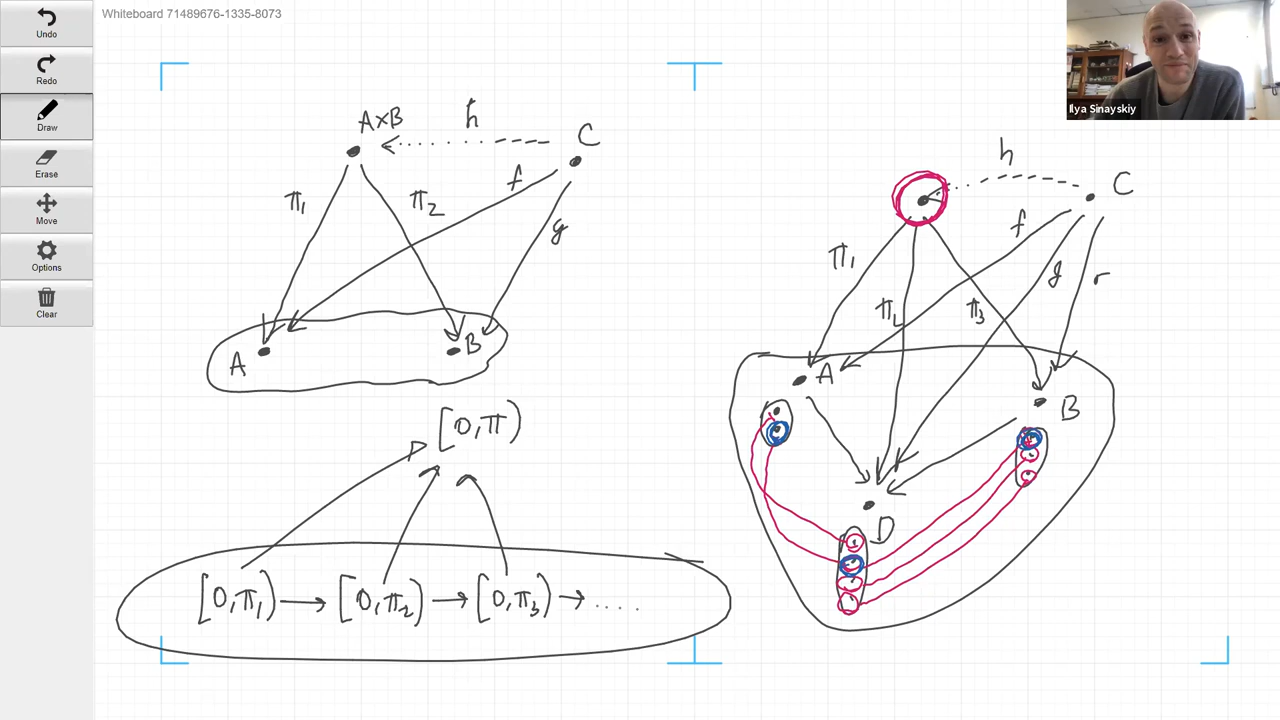 Whiteboard 71489676-1335-8073
Undo
Redo
Draw
Erase
Move
Options
Clear
Ilya Sinayskiy
A×B
h
C
π1
π2
f
g
A
B
[0,π)
[0,π1) → [0,π2) → [0,π3) → ....
h
C
π1
π2
π3
f
g
r
A
B
D